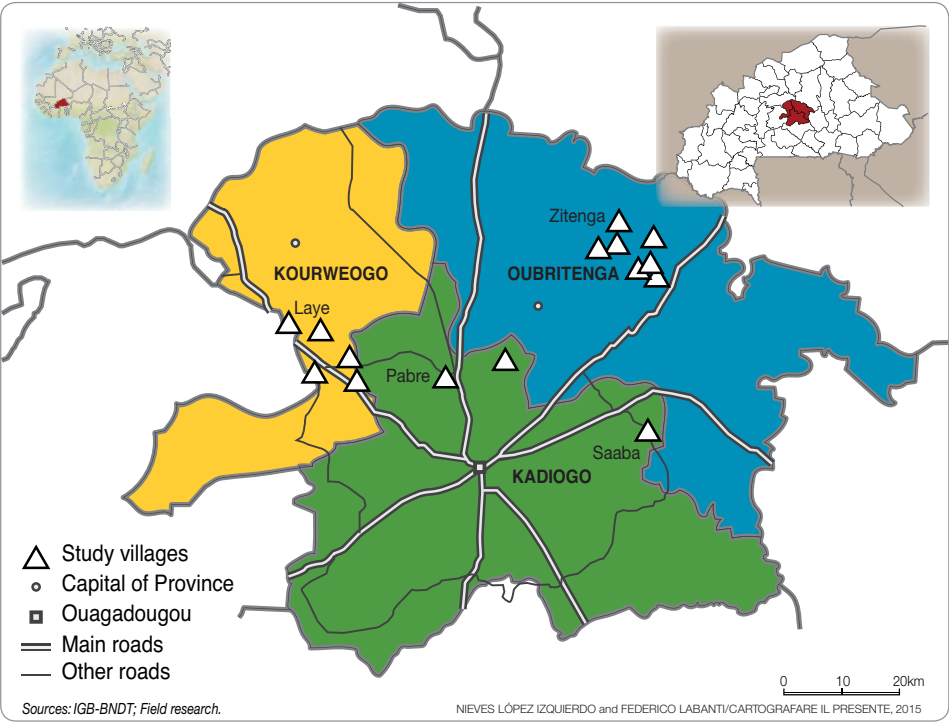 Zitenga
KOURWEOGO
OUBRITENGA
Laye
Pabre
Saaba
KADIOGO
Study villages
Capital of Province
Ouagadougou
Main roads
Other roads
0 10 20km
Sources: IGB-BNDT; Field research.
NIEVES LÓPEZ IZQUIERDO and FEDERICO LABANTI/CARTOGRAFARE IL PRESENTE, 2015